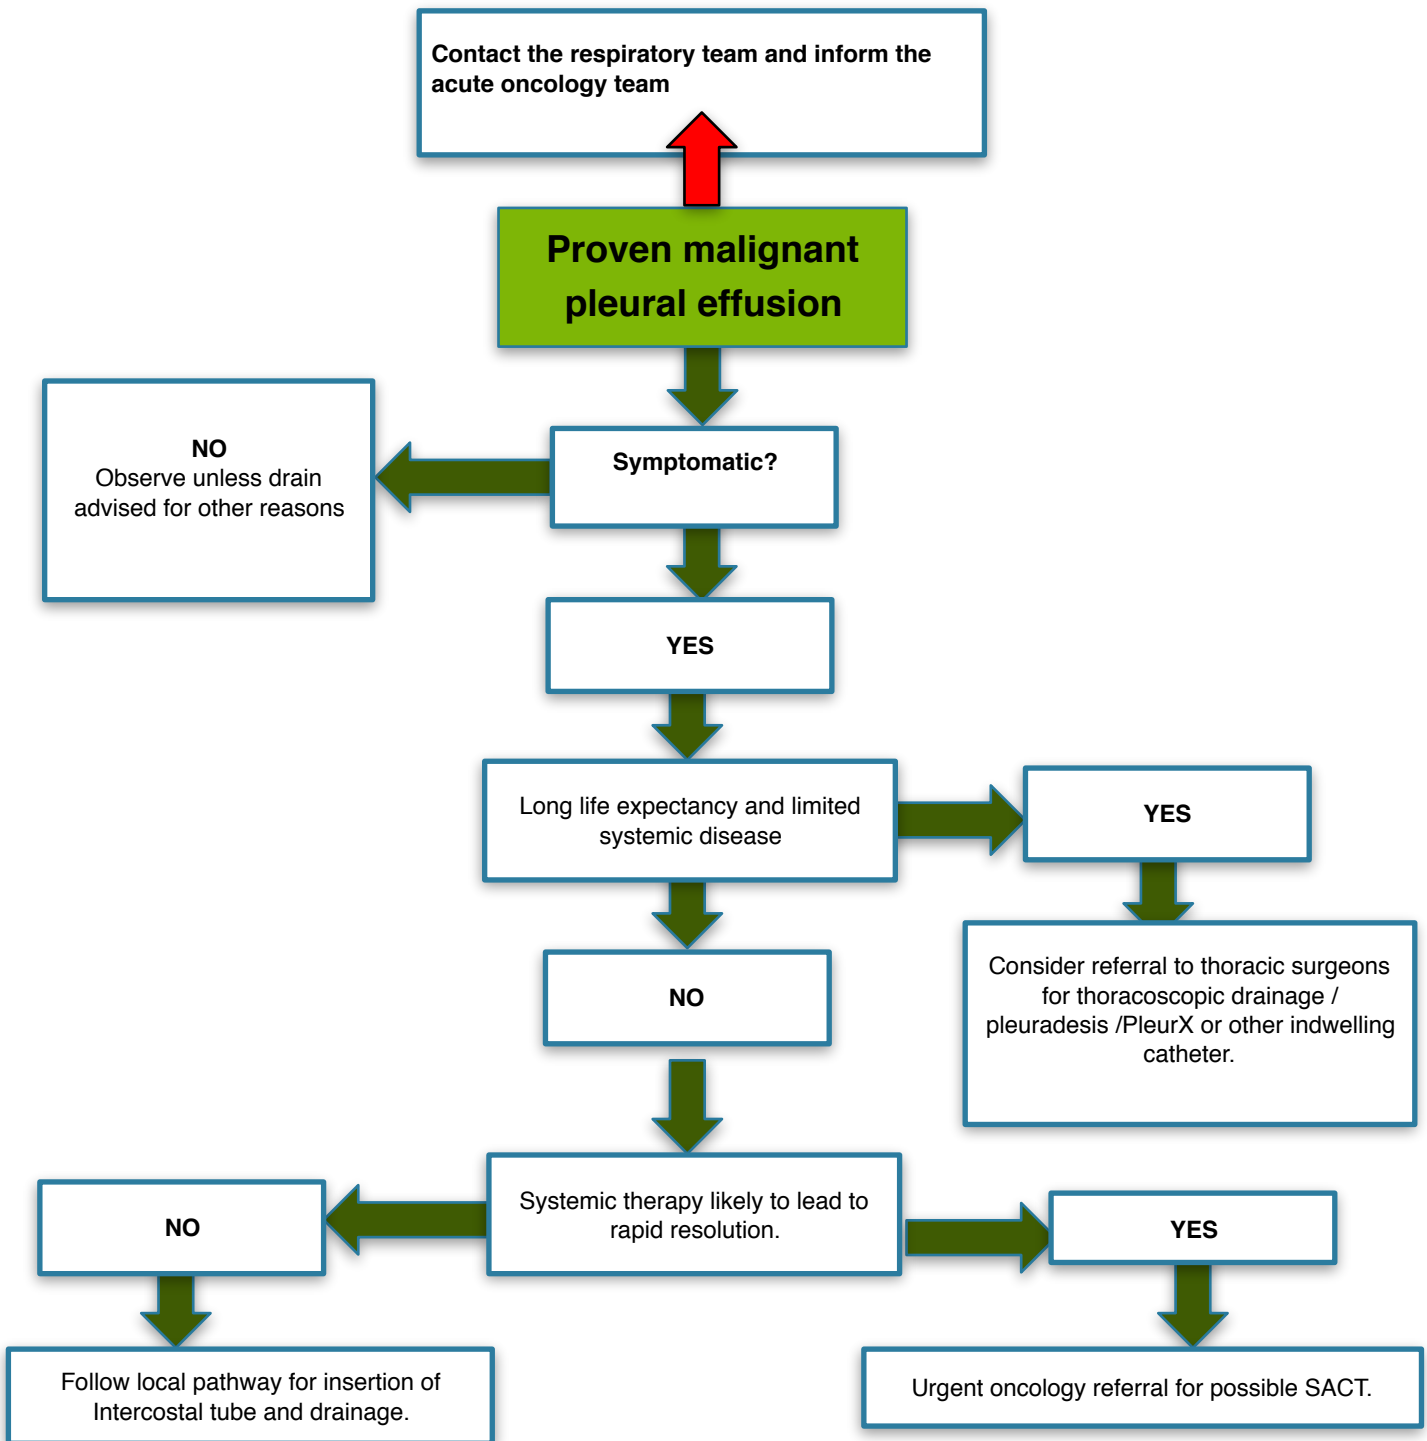 Contact the respiratory team and inform the
acute oncology team
Proven malignant
pleural effusion
NO
Observe unless drain
advised for other reasons
Symptomatic?
YES
Long life expectancy and limited
systemic disease
YES
NO
Consider referral to thoracic surgeons
for thoracoscopic drainage /
pleuradesis /PleurX or other indwelling
catheter.
Systemic therapy likely to lead to
rapid resolution.
NO
YES
Follow local pathway for insertion of
Intercostal tube and drainage.
Urgent oncology referral for possible SACT.